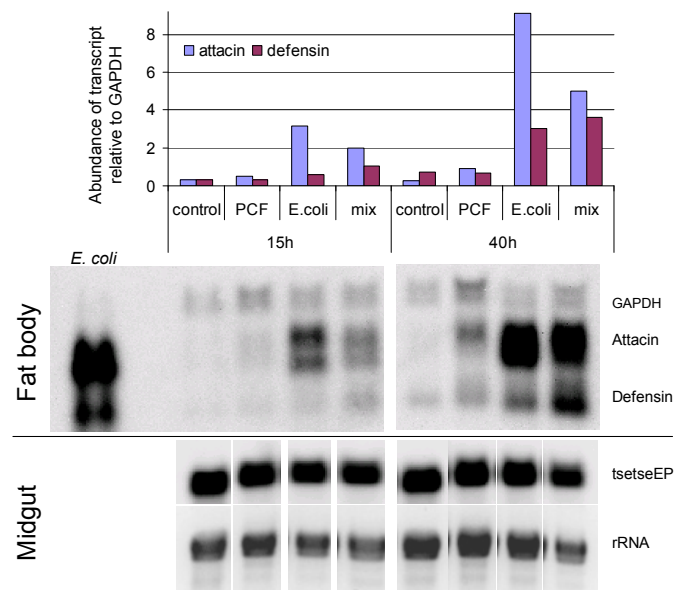 Abundance of transcript
relative to GAPDH
8
6
4
2
0
attacin defensin
control PCF E.coli mix control PCF E.coli mix
15h 40h
E. coli
Fat body
GAPDH
Attacin
Defensin
Midgut
tsetseEP
rRNA